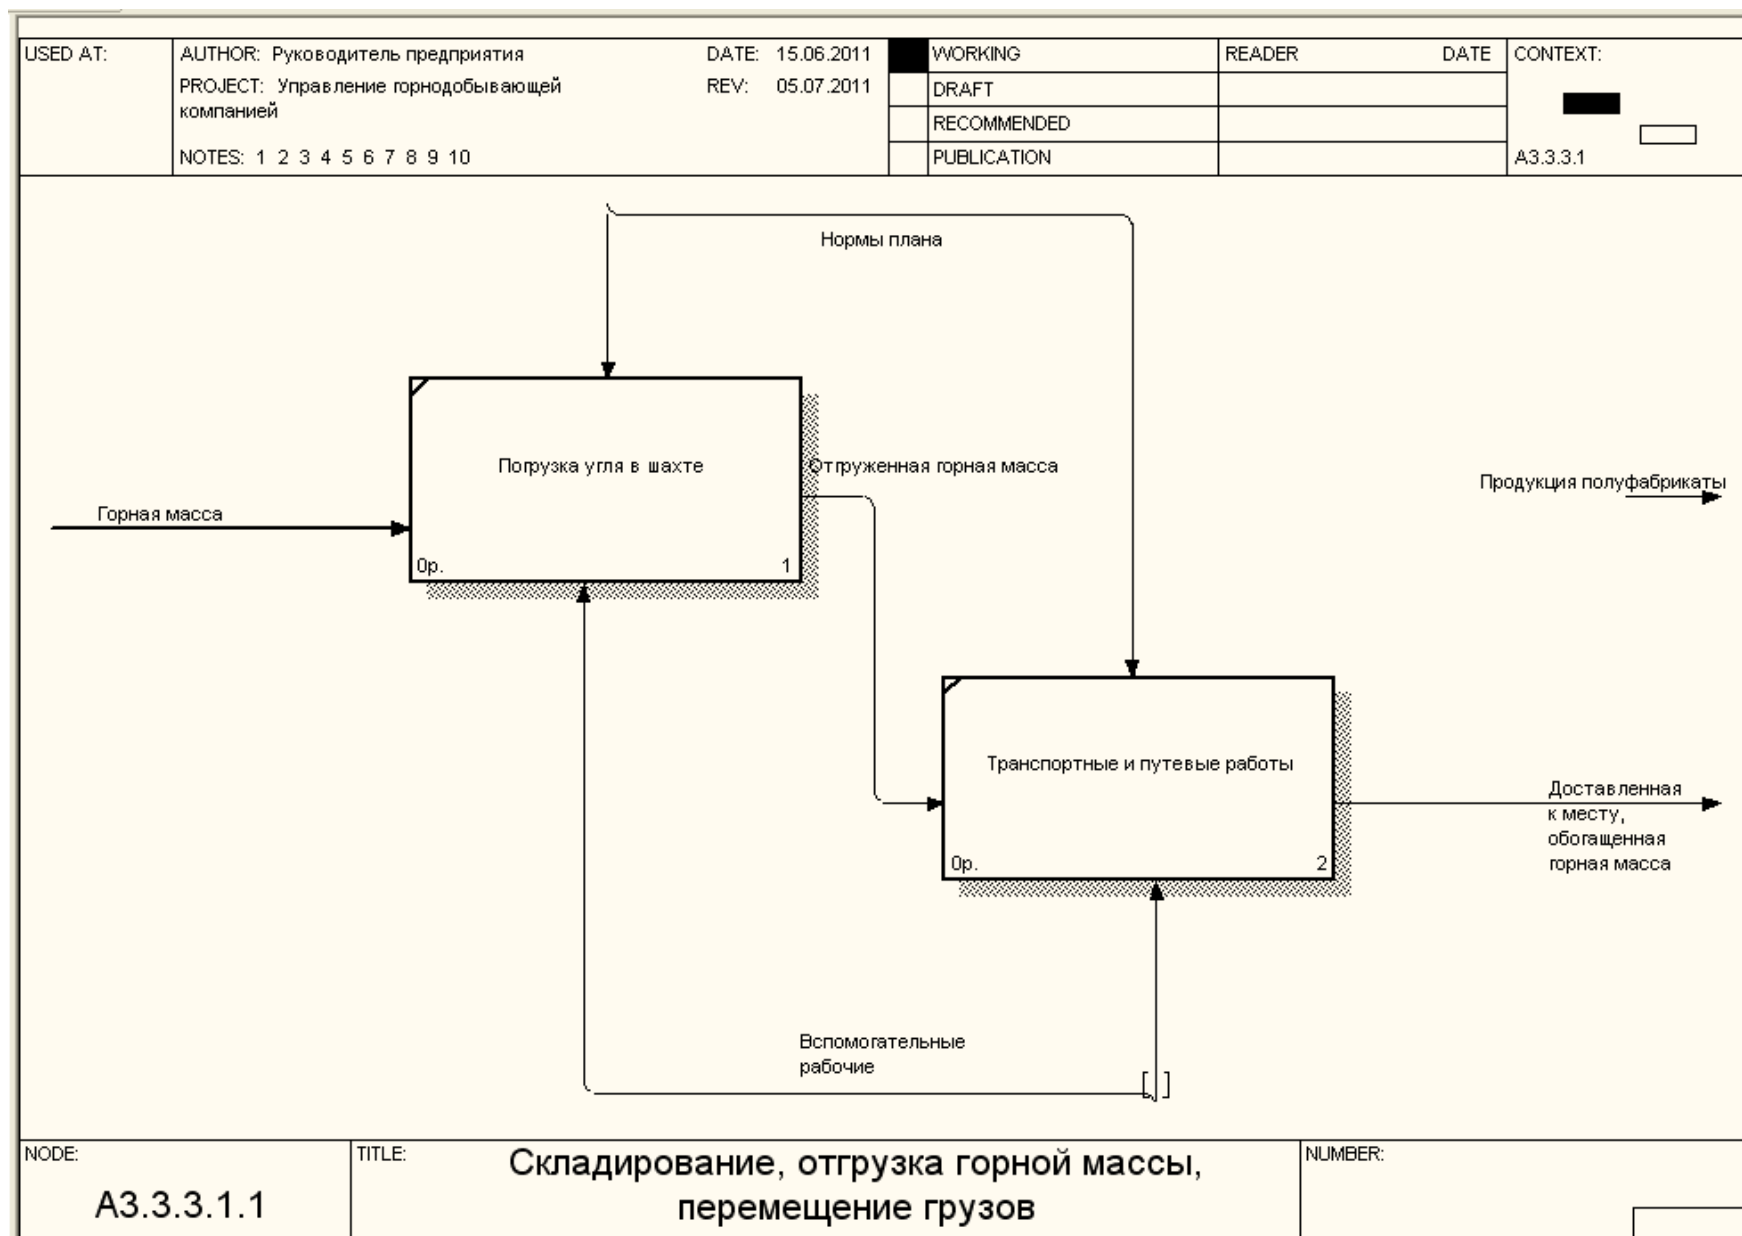 USED AT:
AUTHOR: Руководитель предприятия
DATE: 15.06.2011
PROJECT: Управление горнодобывающей
компанией
REV: 05.07.2011
NOTES: 1 2 3 4 5 6 7 8 9 10
WORKING
DRAFT
RECOMMENDED
PUBLICATION
READER DATE
CONTEXT:
A3.3.3.1
Нормы плана
Погрузка угля в шахте
0р. 1
Горная масса
Отгруженная горная масса
Продукция полуфабрикаты
Транспортные и путевые работы
0р. 2
Доставленная
к месту,
обогащенная
горная масса
Вспомогательные
рабочие
NODE:
A3.3.3.1.1
TITLE:
Складирование, отгрузка горной массы,
перемещение грузов
NUMBER: